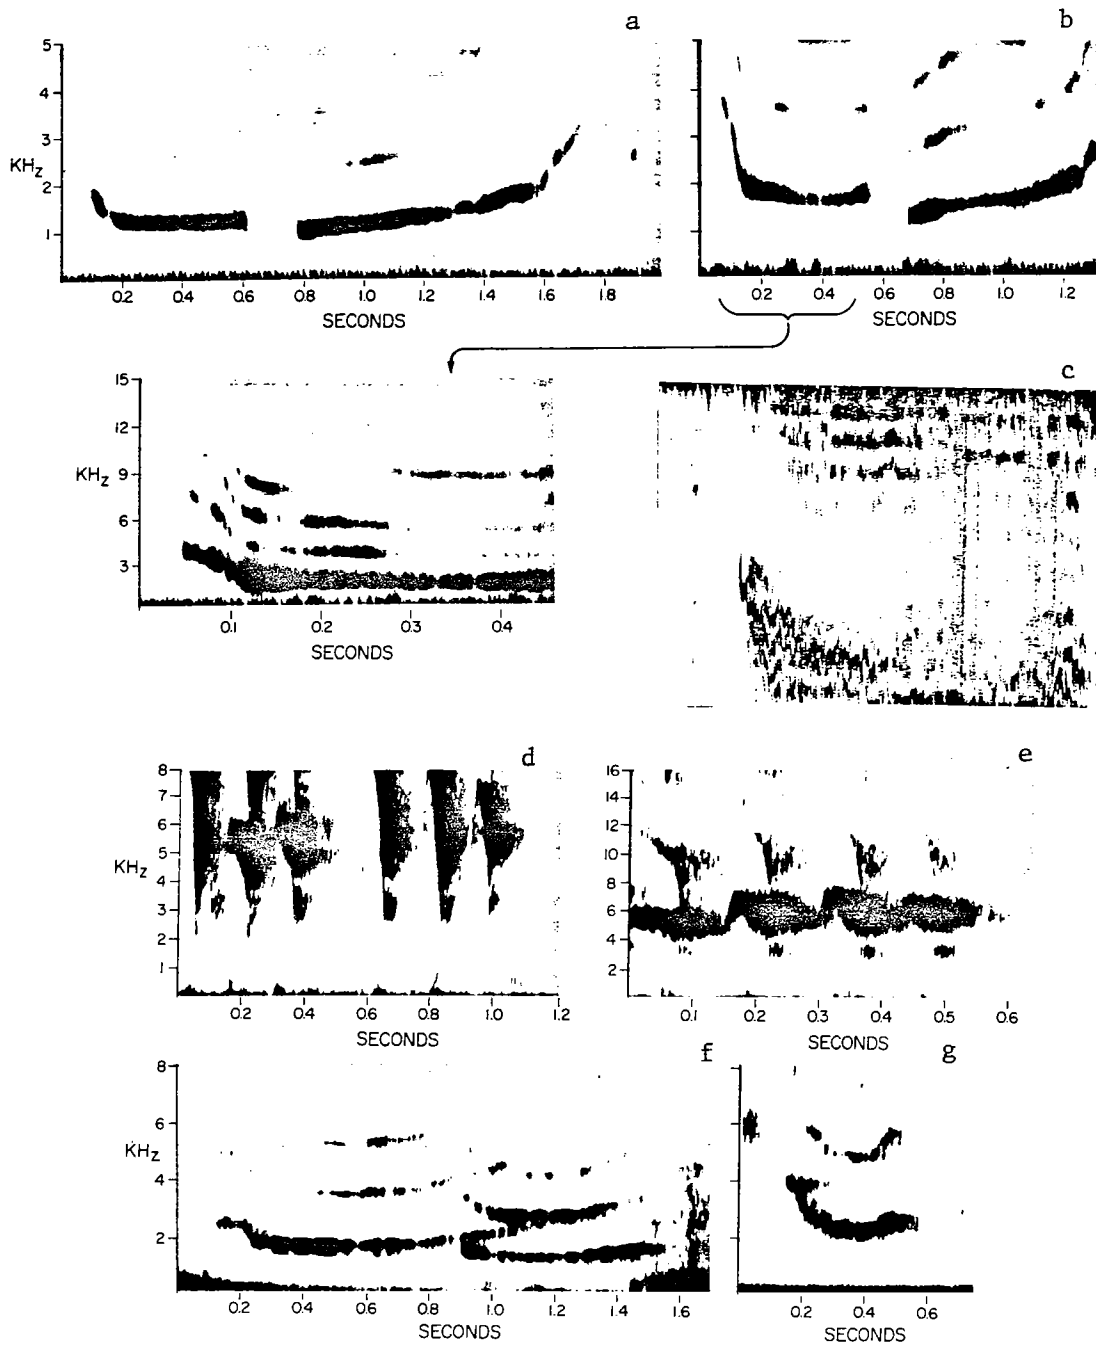 a
b
5
4
3
2
1
KHz
0.2 0.4 0.6 0.8 1.0 1.2 1.4 1.6 1.8
SECONDS
0.2 0.4 0.6 0.8 1.0 1.2
SECONDS
c
15
12
9
6
3
KHz
0.1 0.2 0.3 0.4
SECONDS
d
8
7
6
5
4
3
2
1
KHz
0.2 0.4 0.6 0.8 1.0 1.2
SECONDS
e
16
14
12
10
8
6
4
2
0.1 0.2 0.3 0.4 0.5 0.6
SECONDS
f
8
6
4
2
KHz
0.2 0.4 0.6 0.8 1.0 1.2 1.4 1.6
SECONDS
g
0.2 0.4 0.6
SECONDS